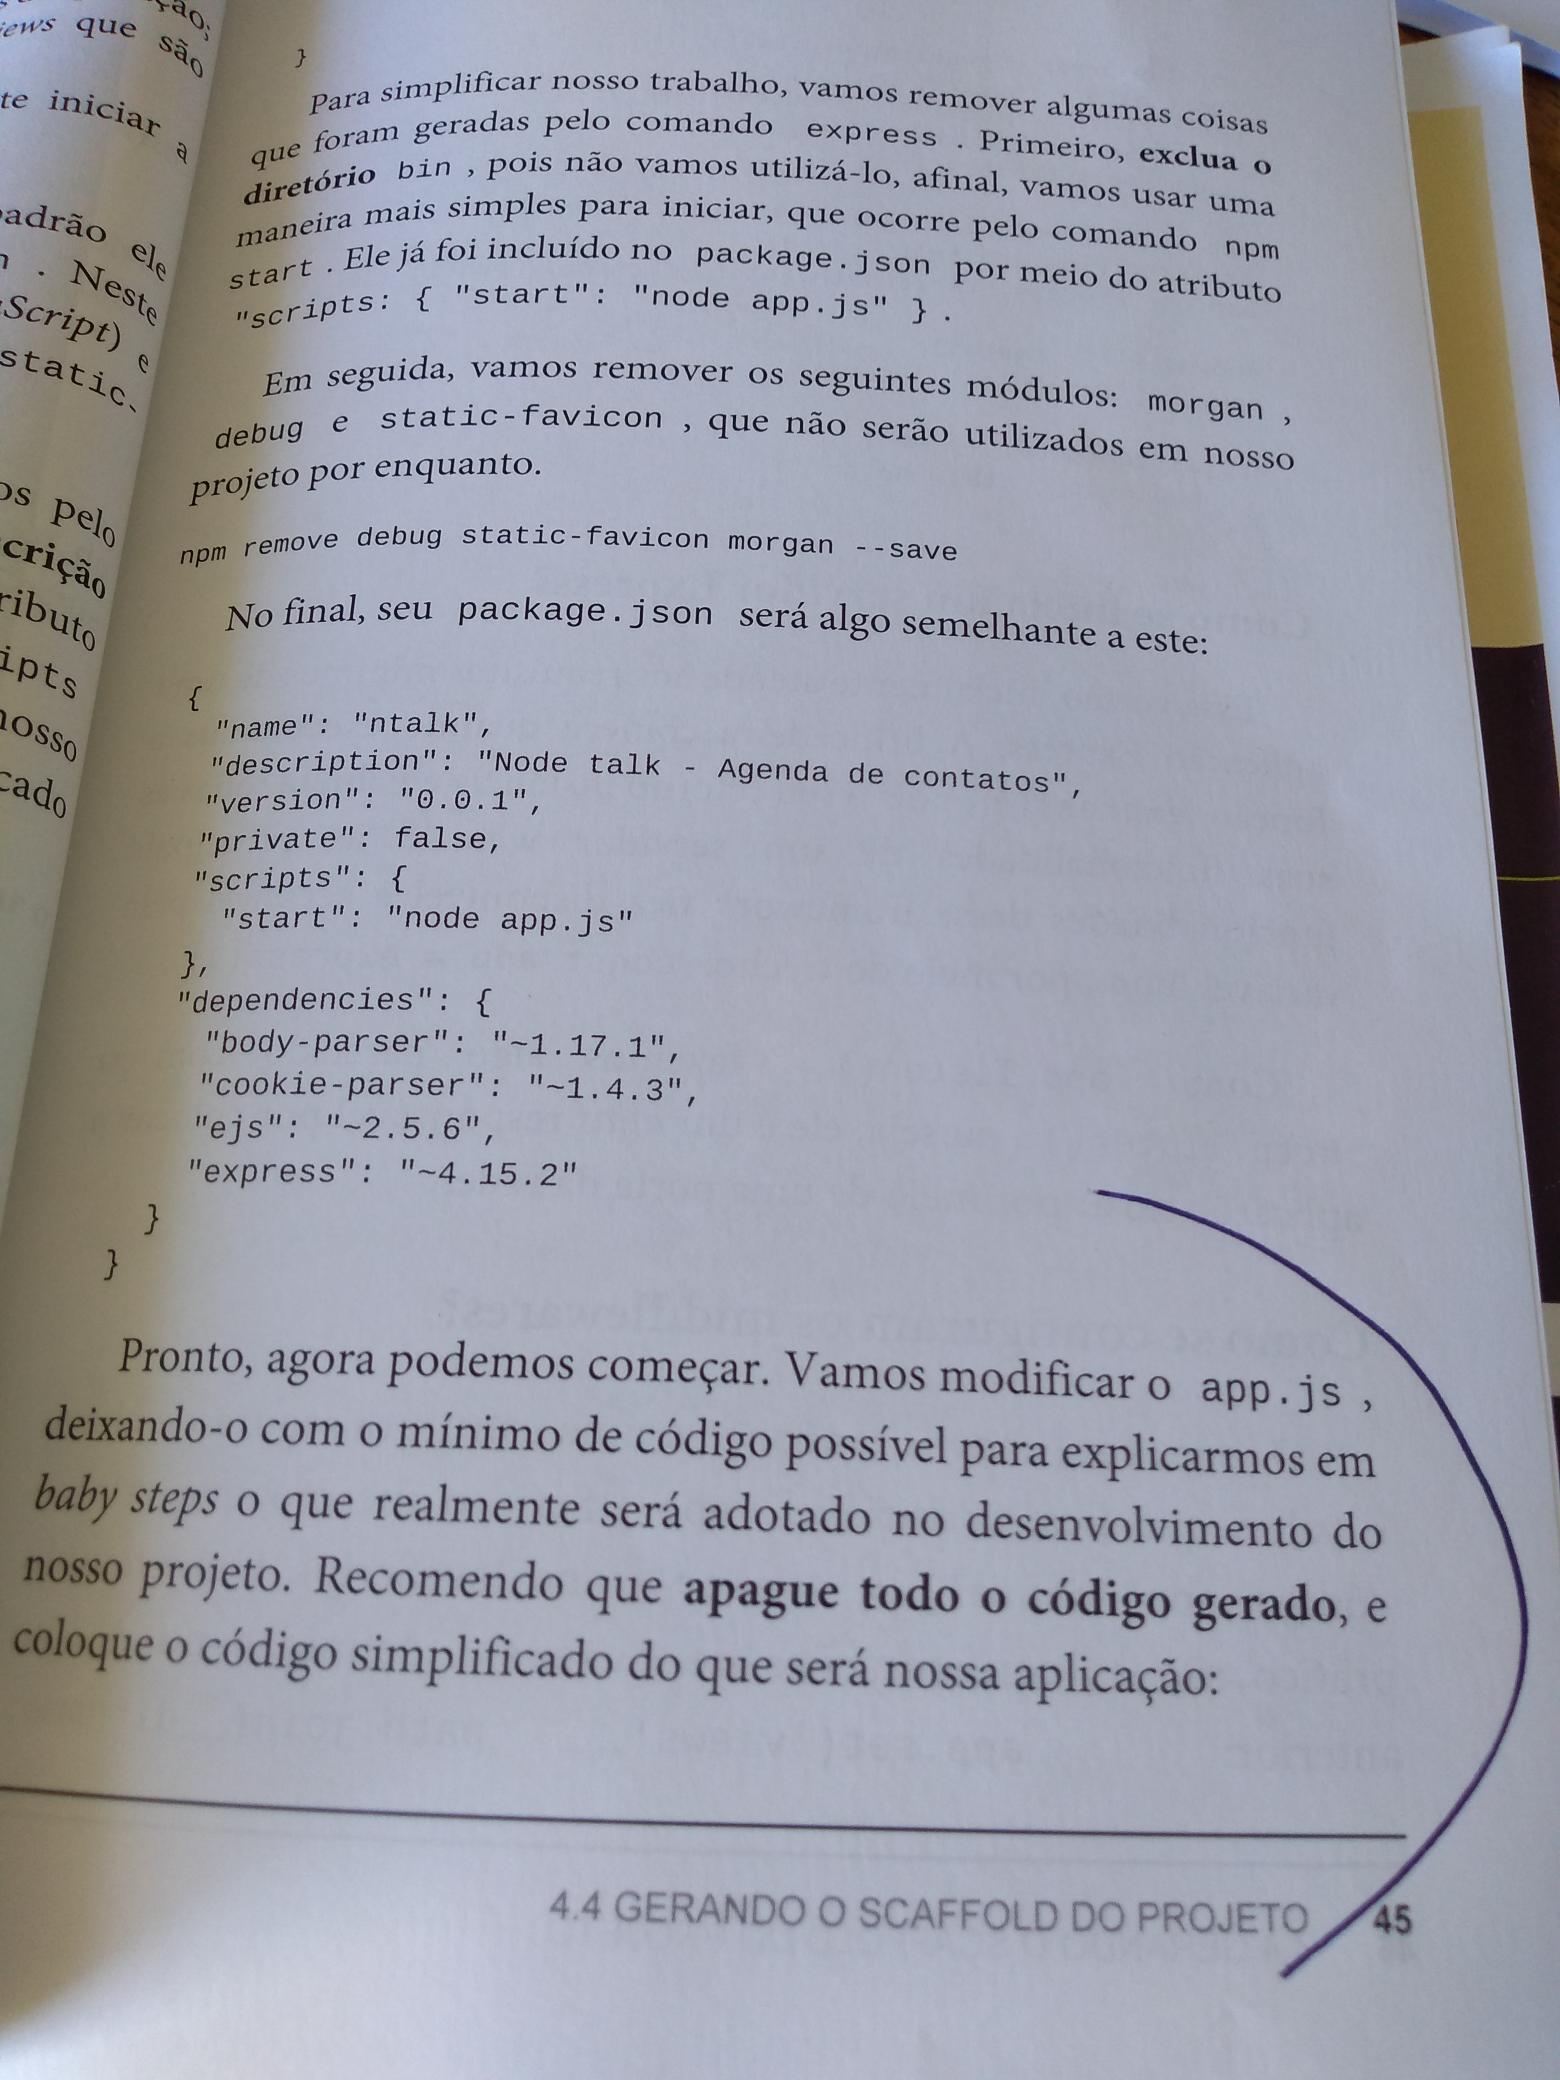 ção;
iews que são
te iniciar a
padrão ele
. Neste
Script) e
static-
os pelo
crição
ributo
ipts
nosso
cado
}
Para simplificar nosso trabalho, vamos remover algumas coisas
que foram geradas pelo comando express . Primeiro, exclua o
diretório bin , pois não vamos utilizá-lo, afinal, vamos usar uma
maneira mais simples para iniciar, que ocorre pelo comando npm
start . Ele já foi incluído no package.json por meio do atributo
"scripts: { "start": "node app.js" } .
Em seguida, vamos remover os seguintes módulos: morgan ,
debug e static-favicon , que não serão utilizados em nosso
projeto por enquanto.
npm remove debug static-favicon morgan --save
No final, seu package.json será algo semelhante a este:
{
"name": "ntalk",
"description": "Node talk - Agenda de contatos",
"version": "0.0.1",
"private": false,
"scripts": {
"start": "node app.js"
},
"dependencies": {
"body-parser": "~1.17.1",
"cookie-parser": "~1.4.3",
"ejs": "~2.5.6",
"express": "~4.15.2"
}
}
Pronto, agora podemos começar. Vamos modificar o app.js ,
deixando-o com o mínimo de código possível para explicarmos em
baby steps o que realmente será adotado no desenvolvimento do
nosso projeto. Recomendo que apague todo o código gerado, e
coloque o código simplificado do que será nossa aplicação:
4.4 GERANDO O SCAFFOLD DO PROJETO 45